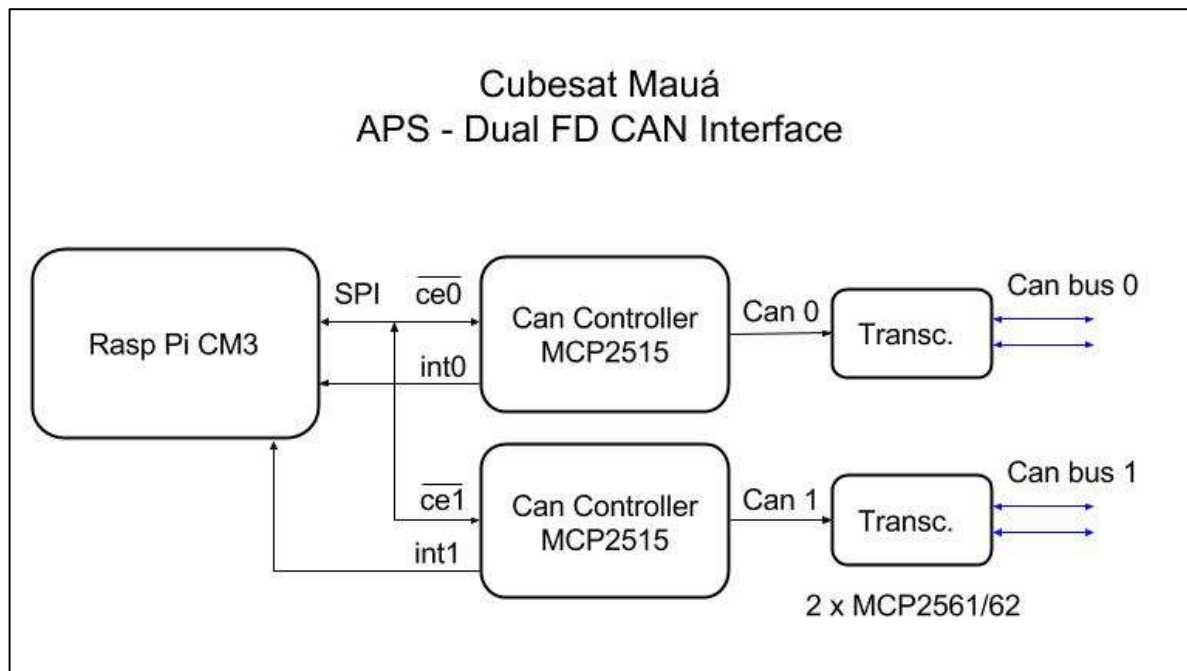 Cubesat Mauá
APS - Dual FD CAN Interface
Rasp Pi CM3
SPI
ce0
int0
Can Controller
MCP2515
Can 0
Transc.
Can bus 0
ce1
int1
Can Controller
MCP2515
Can 1
Transc.
Can bus 1
2 x MCP2561/62